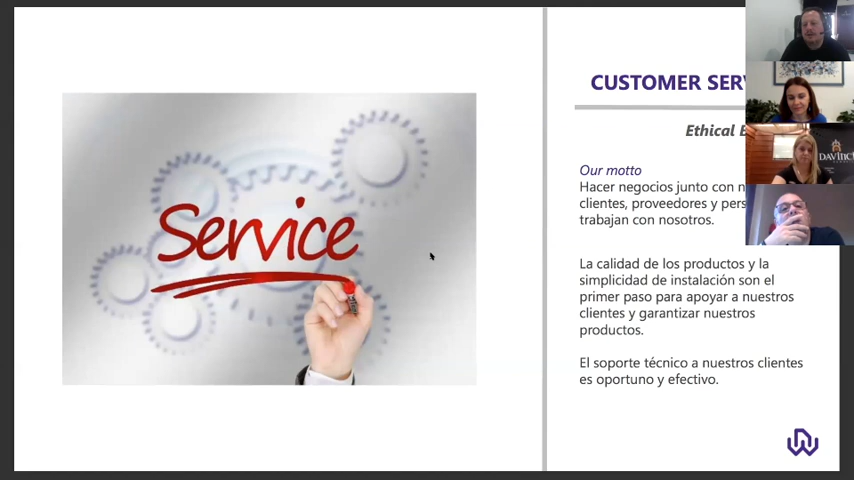 Service
CUSTOMER
Ethical
Our motto
Hacer negocios junto con
clientes, proveedores y
trabajan con nosotros.
La calidad de los productos y la
simplicidad de instalación son el
primer paso para apoyar a nuestros
clientes y garantizar nuestros
productos.
El soporte técnico a nuestros clientes
es oportuno y efectivo.